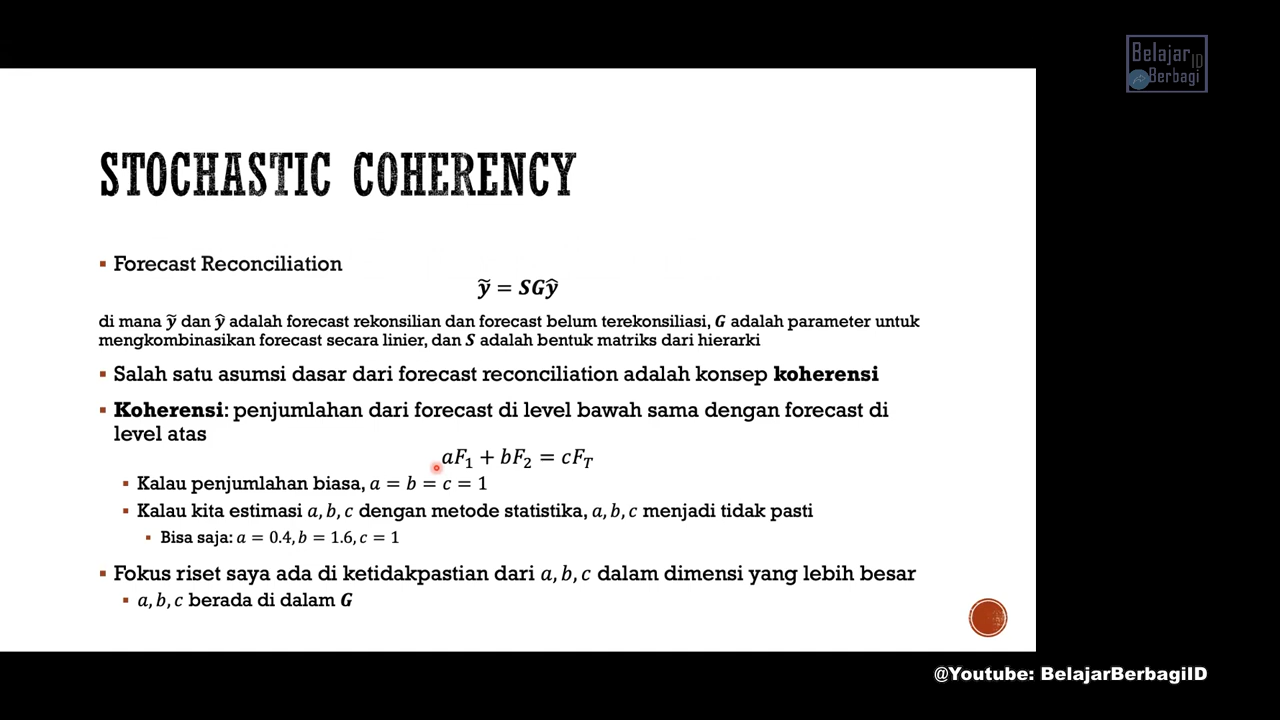 Belajar ID
Berbagi
STOCHASTIC COHERENCY
▪ Forecast Reconciliation
ỹ = SGŷ
di mana ỹ dan ŷ adalah forecast rekonsilian dan forecast belum terekonsiliasi, G adalah parameter untuk
mengkombinasikan forecast secara linier, dan S adalah bentuk matriks dari hierarki
▪ Salah satu asumsi dasar dari forecast reconciliation adalah konsep koherensi
▪ Koherensi: penjumlahan dari forecast di level bawah sama dengan forecast di
level atas
aF₁ + bF₂ = cF_T
▪ Kalau penjumlahan biasa, a = b = c = 1
▪ Kalau kita estimasi a, b, c dengan metode statistika, a, b, c menjadi tidak pasti
▪ Bisa saja: a = 0.4, b = 1.6, c = 1
▪ Fokus riset saya ada di ketidakpastian dari a, b, c dalam dimensi yang lebih besar
▪ a, b, c berada di dalam G
@Youtube: BelajarBerbagiID